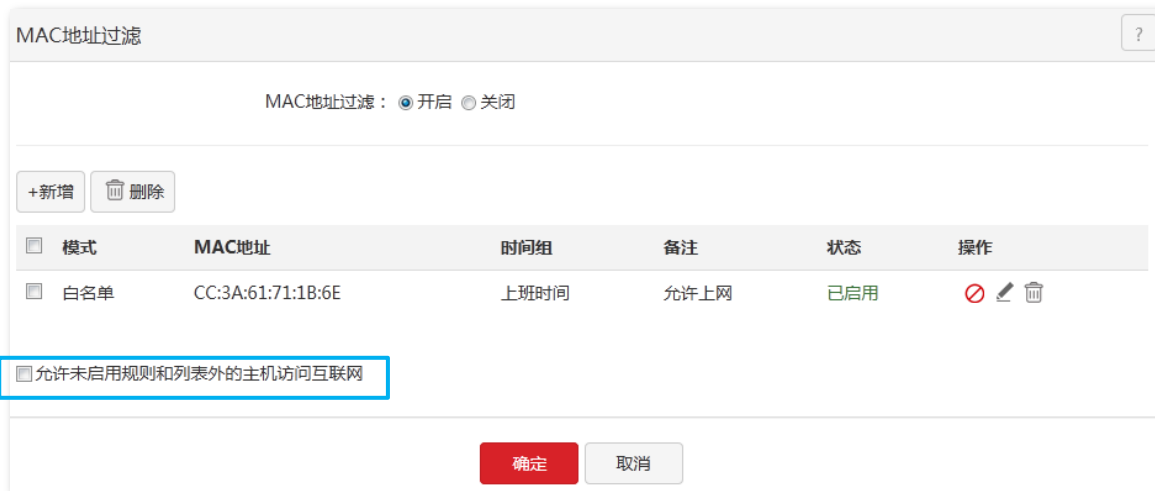 MAC地址过滤
?
MAC地址过滤： 开启 关闭
+新增 删除
模式 MAC地址 时间组 备注 状态 操作
白名单 CC:3A:61:71:1B:6E 上班时间 允许上网 已启用
允许未启用规则和列表外的主机访问互联网
确定 取消